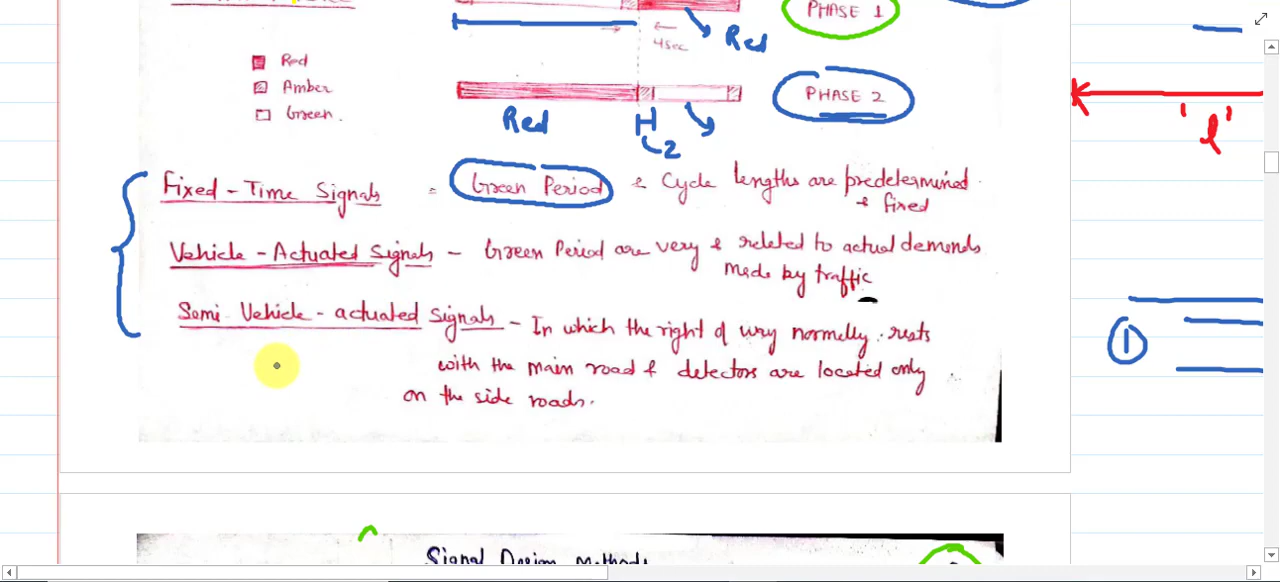 PHASE 1
4sec
Red
Red
Amber
PHASE 2
Green.
Red
2
'l'
Fixed - Time Signals = Green Period & Cycle lengths are predetermined.
& fixed
Vehicle - Actuated Signals - Green Period are very & related to actual demands
made by traffic
Semi Vehicle - actuated Signals - In which the right of way normally rests
with the main road & detectors are located only
on the side roads.
1
Signal Design Methods